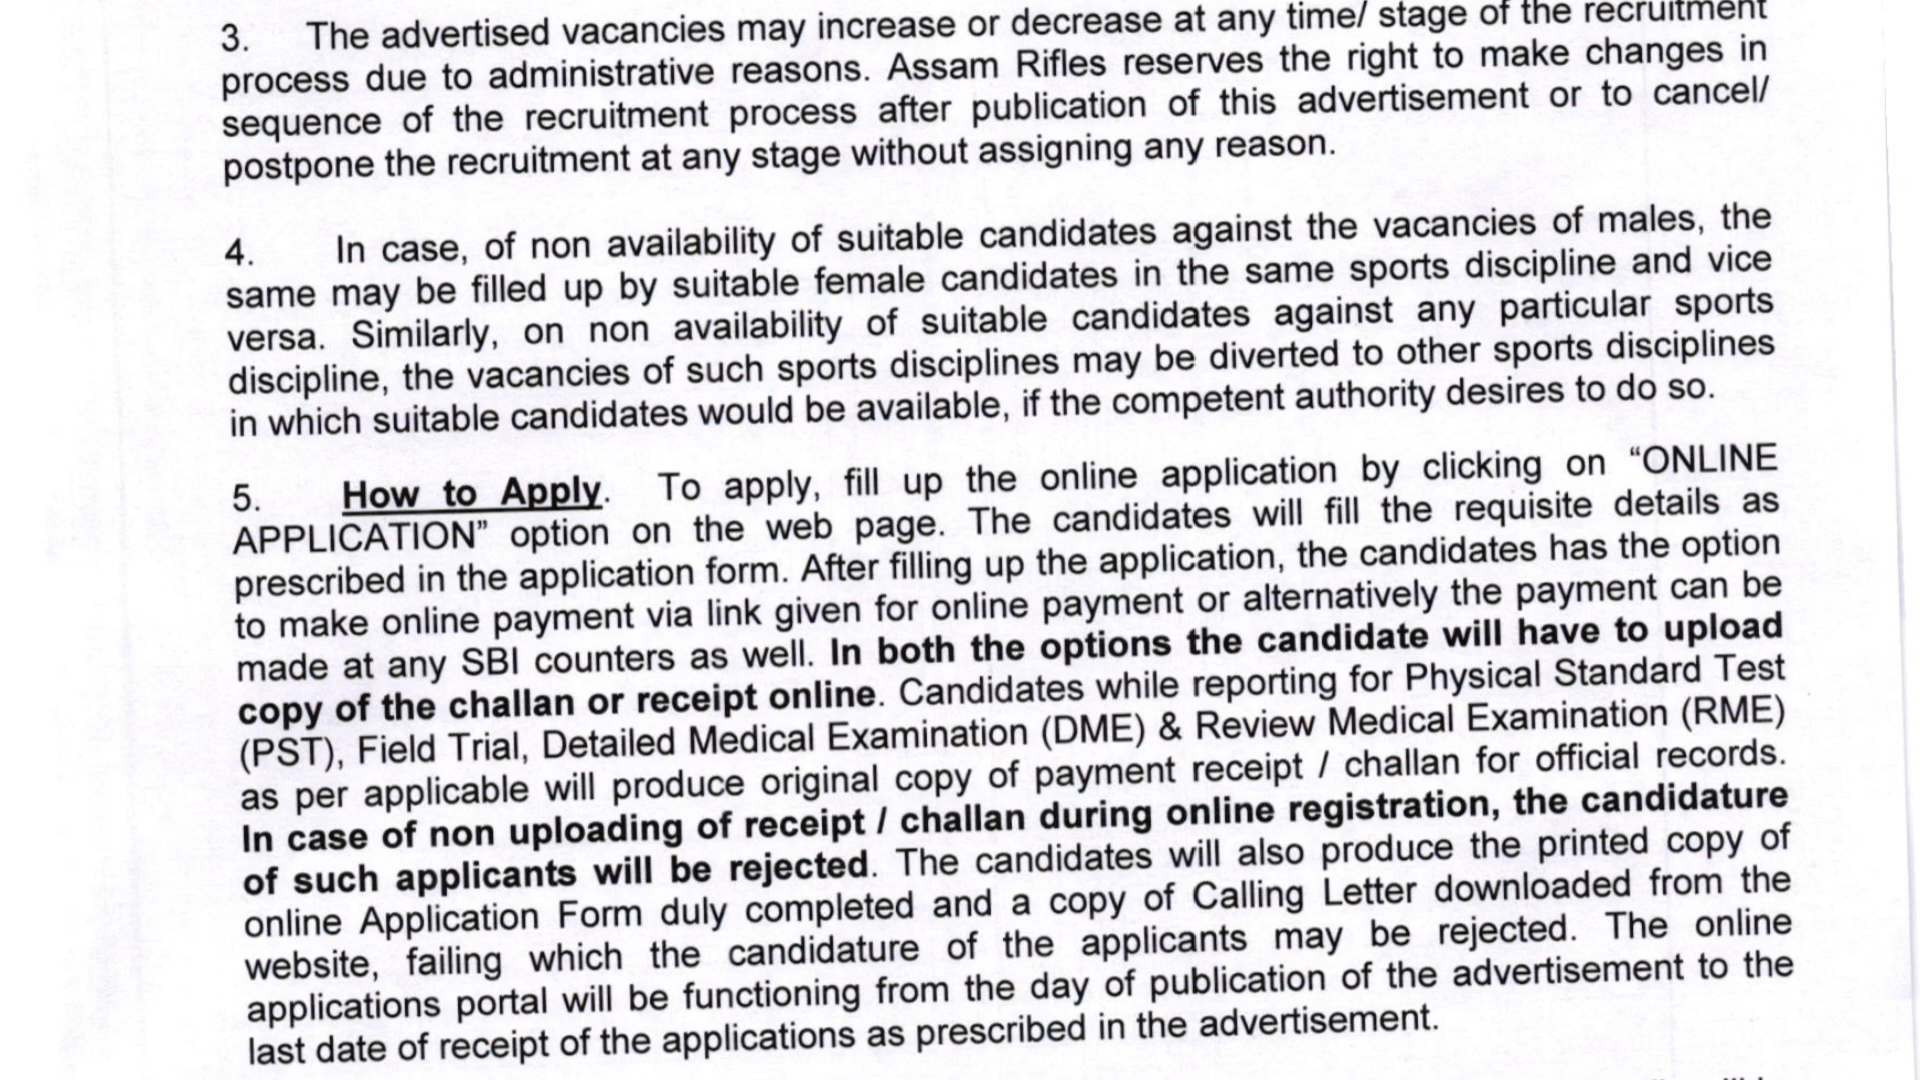 3. The advertised vacancies may increase or decrease at any time/ stage of the recruitment
process due to administrative reasons. Assam Rifles reserves the right to make changes in
sequence of the recruitment process after publication of this advertisement or to cancel/
postpone the recruitment at any stage without assigning any reason.
4. In case, of non availability of suitable candidates against the vacancies of males, the
same may be filled up by suitable female candidates in the same sports discipline and vice
versa. Similarly, on non availability of suitable candidates against any particular sports
discipline, the vacancies of such sports disciplines may be diverted to other sports disciplines
in which suitable candidates would be available, if the competent authority desires to do so.
5. How to Apply. To apply, fill up the online application by clicking on “ONLINE
APPLICATION” option on the web page. The candidates will fill the requisite details as
prescribed in the application form. After filling up the application, the candidates has the option
to make online payment via link given for online payment or alternatively the payment can be
made at any SBI counters as well. In both the options the candidate will have to upload
copy of the challan or receipt online. Candidates while reporting for Physical Standard Test
(PST), Field Trial, Detailed Medical Examination (DME) & Review Medical Examination (RME)
as per applicable will produce original copy of payment receipt / challan for official records.
In case of non uploading of receipt / challan during online registration, the candidature
of such applicants will be rejected. The candidates will also produce the printed copy of
online Application Form duly completed and a copy of Calling Letter downloaded from the
website, failing which the candidature of the applicants may be rejected. The online
applications portal will be functioning from the day of publication of the advertisement to the
last date of receipt of the applications as prescribed in the advertisement.